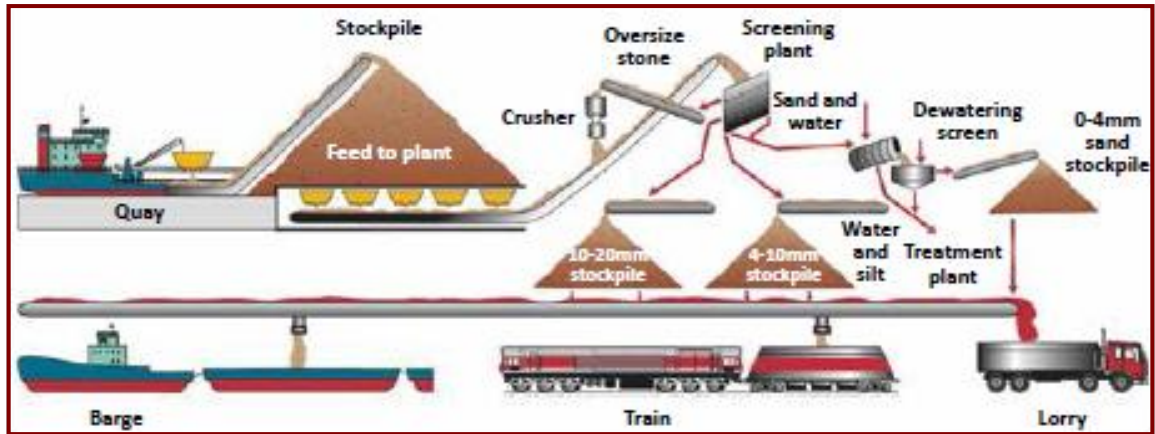 Stockpile
Oversize
stone
Screening
plant
Crusher
Sand and
water
Dewatering
screen
0-4mm
sand
stockpile
Feed to plant
Quay
10-20mm
stockpile
4-10mm
stockpile
Water
and
silt
Treatment
plant
Barge
Train
Lorry